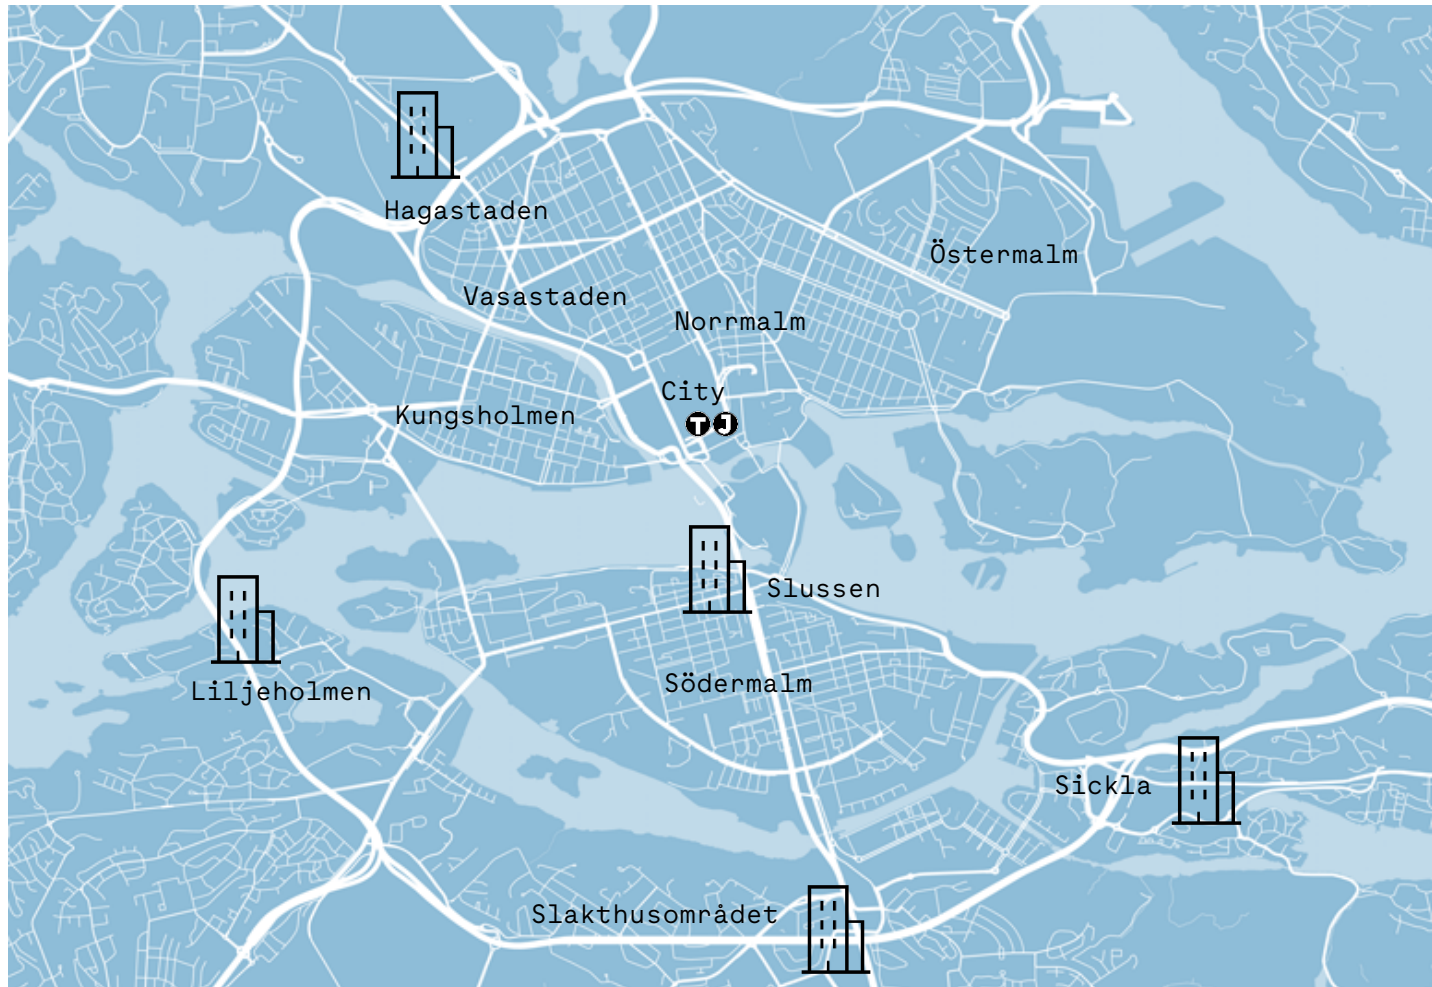 Hagastaden
Östermalm
Vasastaden
Norrmalm
City
Kungsholmen
T J
Slussen
Södermalm
Liljeholmen
Sickla
Slakthusområdet